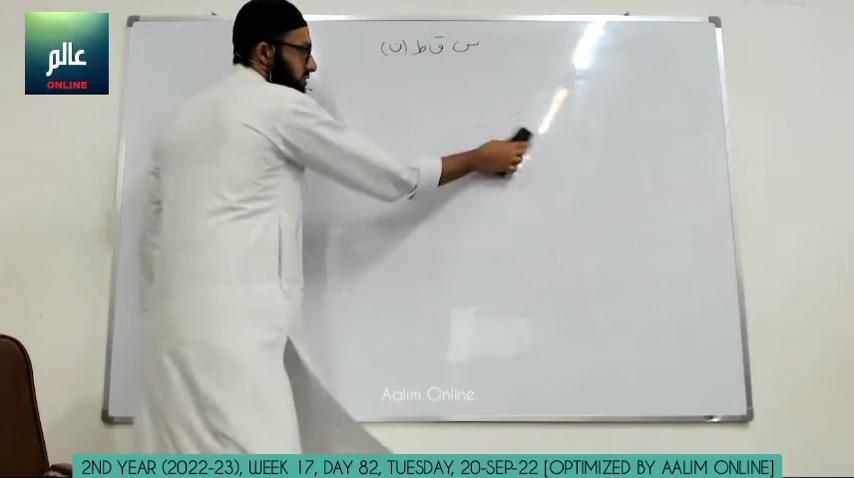 عالم
ONLINE
س ق ط (ن)
Aalim Online
2ND YEAR (2022-23), WEEK 17, DAY 82, TUESDAY, 20-SEP-22 [OPTIMIZED BY AALIM ONLINE]